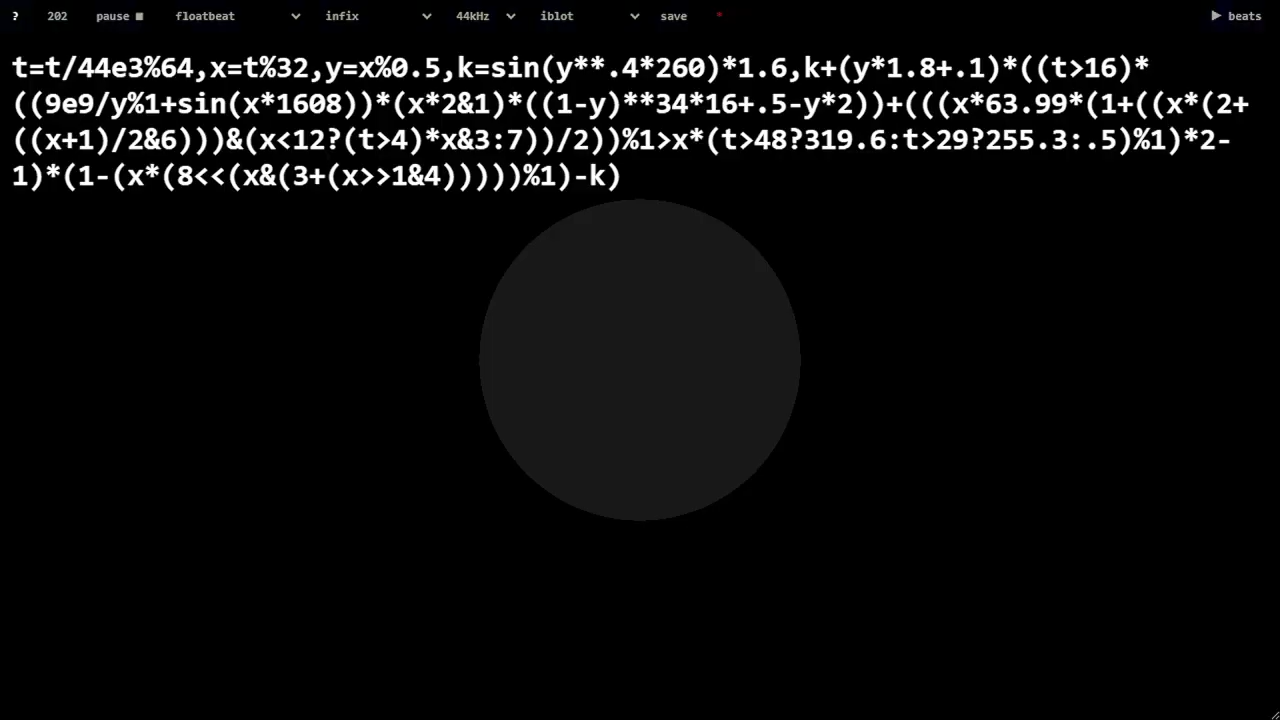 ? 202 pause ■ floatbeat infix 44kHz iblot save * ▶ beats
t=t/44e3%64,x=t%32,y=x%0.5,k=sin(y**.4*260)*1.6,k+(y*1.8+.1)*((t>16)*
((9e9/y%1+sin(x*1608))*(x*2&1)*((1-y)**34*16+.5-y*2))+(((x*63.99*(1+((x*(2+
((x+1)/2&6)))&(x<12?(t>4)*x&3:7))/2))%1>x*(t>48?319.6:t>29?255.3:.5)%1)*2-
1)*(1-(x*(8<<(x&(3+(x>>1&4)))))%1)-k)